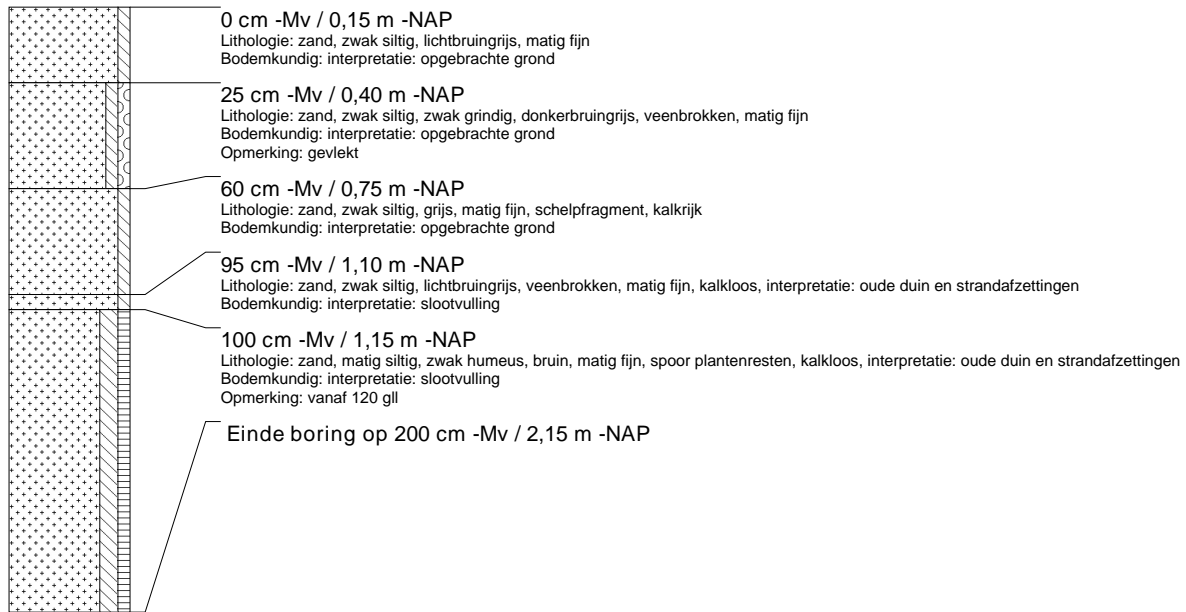 0 cm -Mv / 0,15 m -NAP
Lithologie: zand, zwak siltig, lichtbruingrijs, matig fijn
Bodemkundig: interpretatie: opgebrachte grond
25 cm -Mv / 0,40 m -NAP
Lithologie: zand, zwak siltig, zwak grindig, donkerbruingrijs, veenbrokken, matig fijn
Bodemkundig: interpretatie: opgebrachte grond
Opmerking: gevlekt
60 cm -Mv / 0,75 m -NAP
Lithologie: zand, zwak siltig, grijs, matig fijn, schelpfragment, kalkrijk
Bodemkundig: interpretatie: opgebrachte grond
95 cm -Mv / 1,10 m -NAP
Lithologie: zand, zwak siltig, lichtbruingrijs, veenbrokken, matig fijn, kalkloos, interpretatie: oude duin en strandafzettingen
Bodemkundig: interpretatie: slootvulling
100 cm -Mv / 1,15 m -NAP
Lithologie: zand, matig siltig, zwak humeus, bruin, matig fijn, spoor plantenresten, kalkloos, interpretatie: oude duin en strandafzettingen
Bodemkundig: interpretatie: slootvulling
Opmerking: vanaf 120 gll
Einde boring op 200 cm -Mv / 2,15 m -NAP